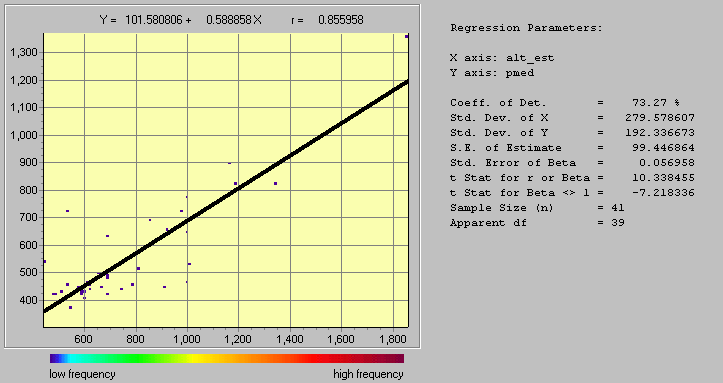 Y = 101.580806 + 0.588858 X r = 0.855958
1,300
1,200
1,100
1,000
900
800
700
600
500
400
600 800 1,000 1,200 1,400 1,600 1,800
low frequency high frequency
Regression Parameters:
X axis: alt_est
Y axis: pmed
Coeff. of Det. = 73.27 %
Std. Dev. of X = 279.578607
Std. Dev. of Y = 192.336673
S.E. of Estimate = 99.446864
Std. Error of Beta = 0.056958
t Stat for r or Beta = 10.338455
t Stat for Beta <> 1 = -7.218336
Sample Size (n) = 41
Apparent df = 39